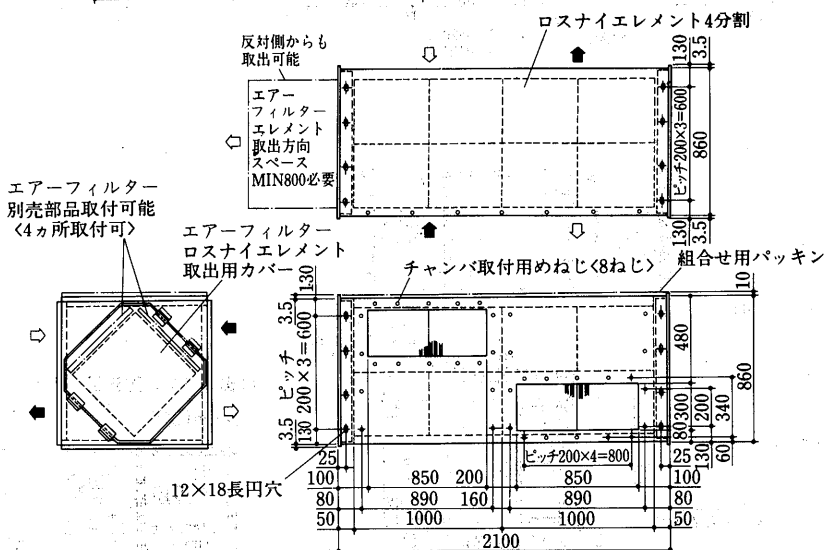 ロスナイエレメント4分割
反対側からも
取出可能
エアー
フィルター
エレメント
取出方向
スペース
MIN800必要
130
3.5
ピッチ200×3=600
860
130
3.5
エアーフィルター
別売部品取付可能
<4ヵ所取付可>
エアーフィルター
ロスナイエレメント
取出用カバー
チャンバ取付用めねじ<8ねじ>
組合せ用パッキン
10
130
3.5
ピッチ
200×3=600
3.5
130
480
860
300
200
340
80
130
60
12×18長円穴
25
ピッチ200×4=800
25
100
850
200
850
100
80
890
160
890
80
50
1000
1000
50
2100